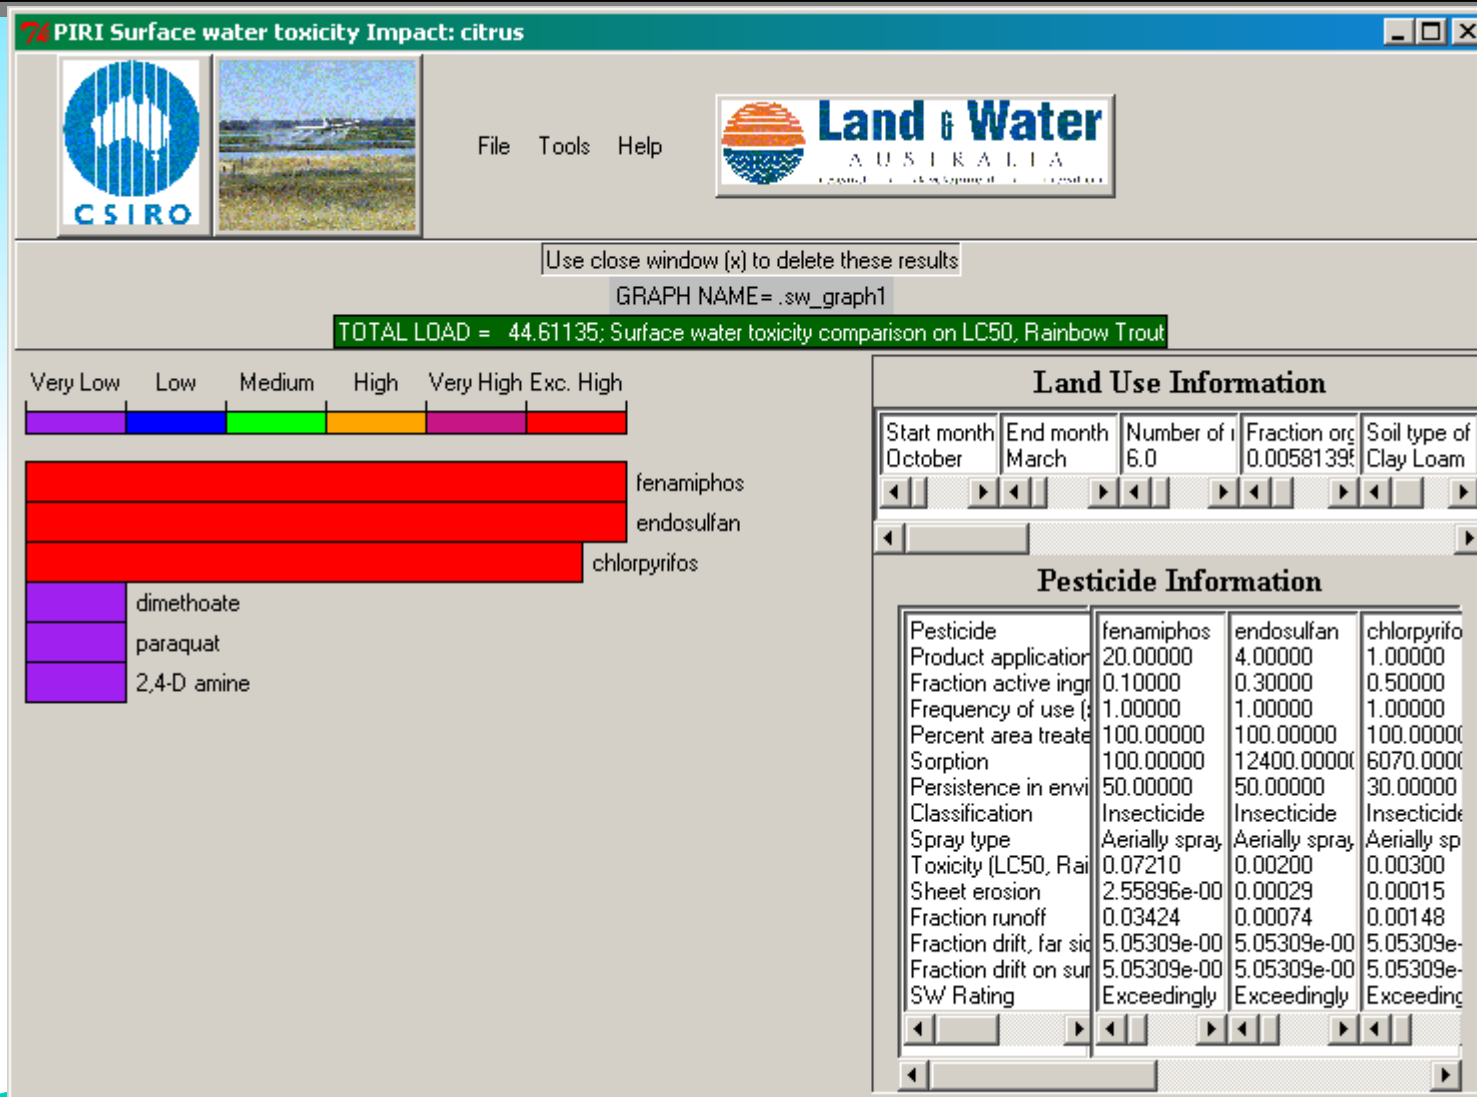 PIRI Surface water toxicity Impact: citrus
CSIRO
File Tools Help
Land & Water
AUSTRALIA
Use close window (x) to delete these results
GRAPH NAME= .sw_graph1
TOTAL LOAD = 44.61135; Surface water toxicity comparison on LC50, Rainbow Trout
Very Low Low Medium High Very High Exc. High
fenamiphos
endosulfan
chlorpyrifos
dimethoate
paraquat
2,4-D amine
Land Use Information
Start month End month Number of Fraction org Soil type of
October March 6.0 0.00581395 Clay Loam
Pesticide Information
Pesticide fenamiphos endosulfan chlorpyrifo
Product application 20.00000 4.00000 1.00000
Fraction active ingr 0.10000 0.30000 0.50000
Frequency of use (: 1.00000 1.00000 1.00000
Percent area treate 100.00000 100.00000 100.0000
Sorption 100.00000 12400.0000 6070.000
Persistence in envi 50.00000 50.00000 30.00000
Classification Insecticide Insecticide Insecticide
Spray type Aerially spray Aerially spray Aerially sp
Toxicity (LC50, Rai 0.07210 0.00200 0.00300
Sheet erosion 2.55896e-00 0.00029 0.00015
Fraction runoff 0.03424 0.00074 0.00148
Fraction drift, far sid 5.05309e-00 5.05309e-00 5.05309e-
Fraction drift on sur 5.05309e-00 5.05309e-00 5.05309e-
SW Rating Exceedingly Exceedingly Exceeding